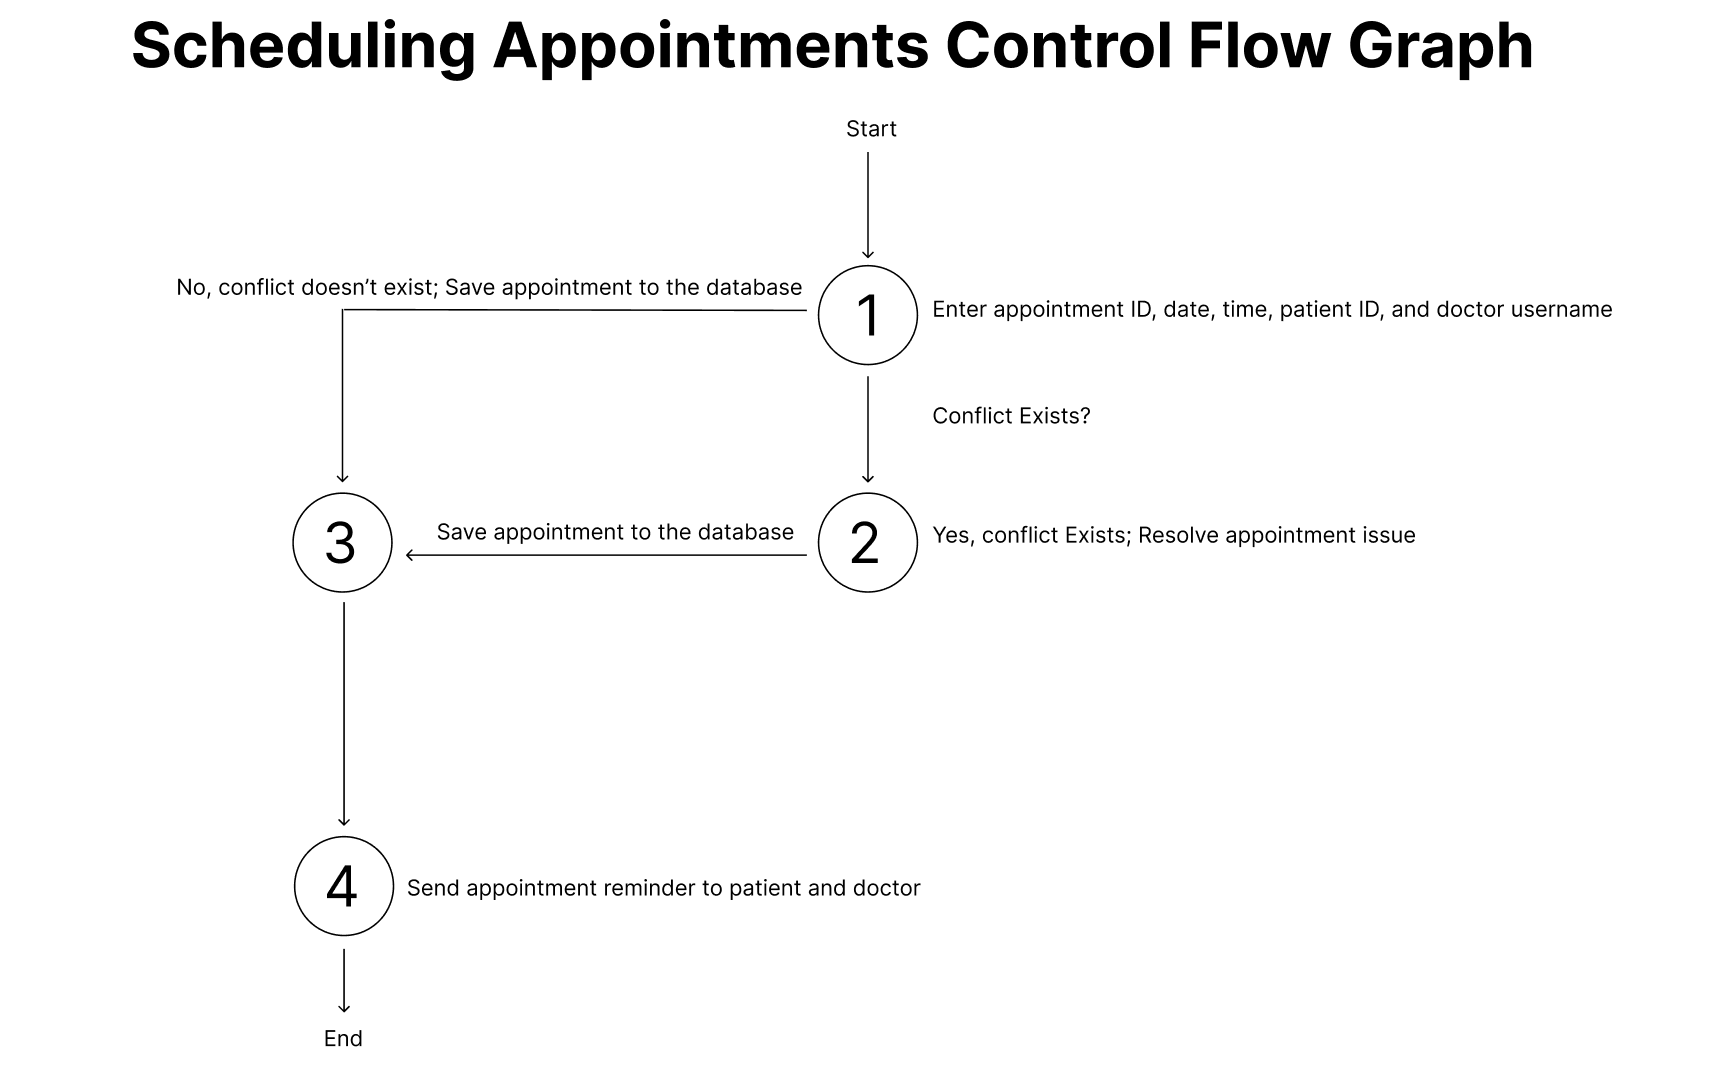 Scheduling Appointments Control Flow Graph
Start
No, conflict doesn’t exist; Save appointment to the database
1
Enter appointment ID, date, time, patient ID, and doctor username
Conflict Exists?
3
Save appointment to the database
2
Yes, conflict Exists; Resolve appointment issue
4
Send appointment reminder to patient and doctor
End